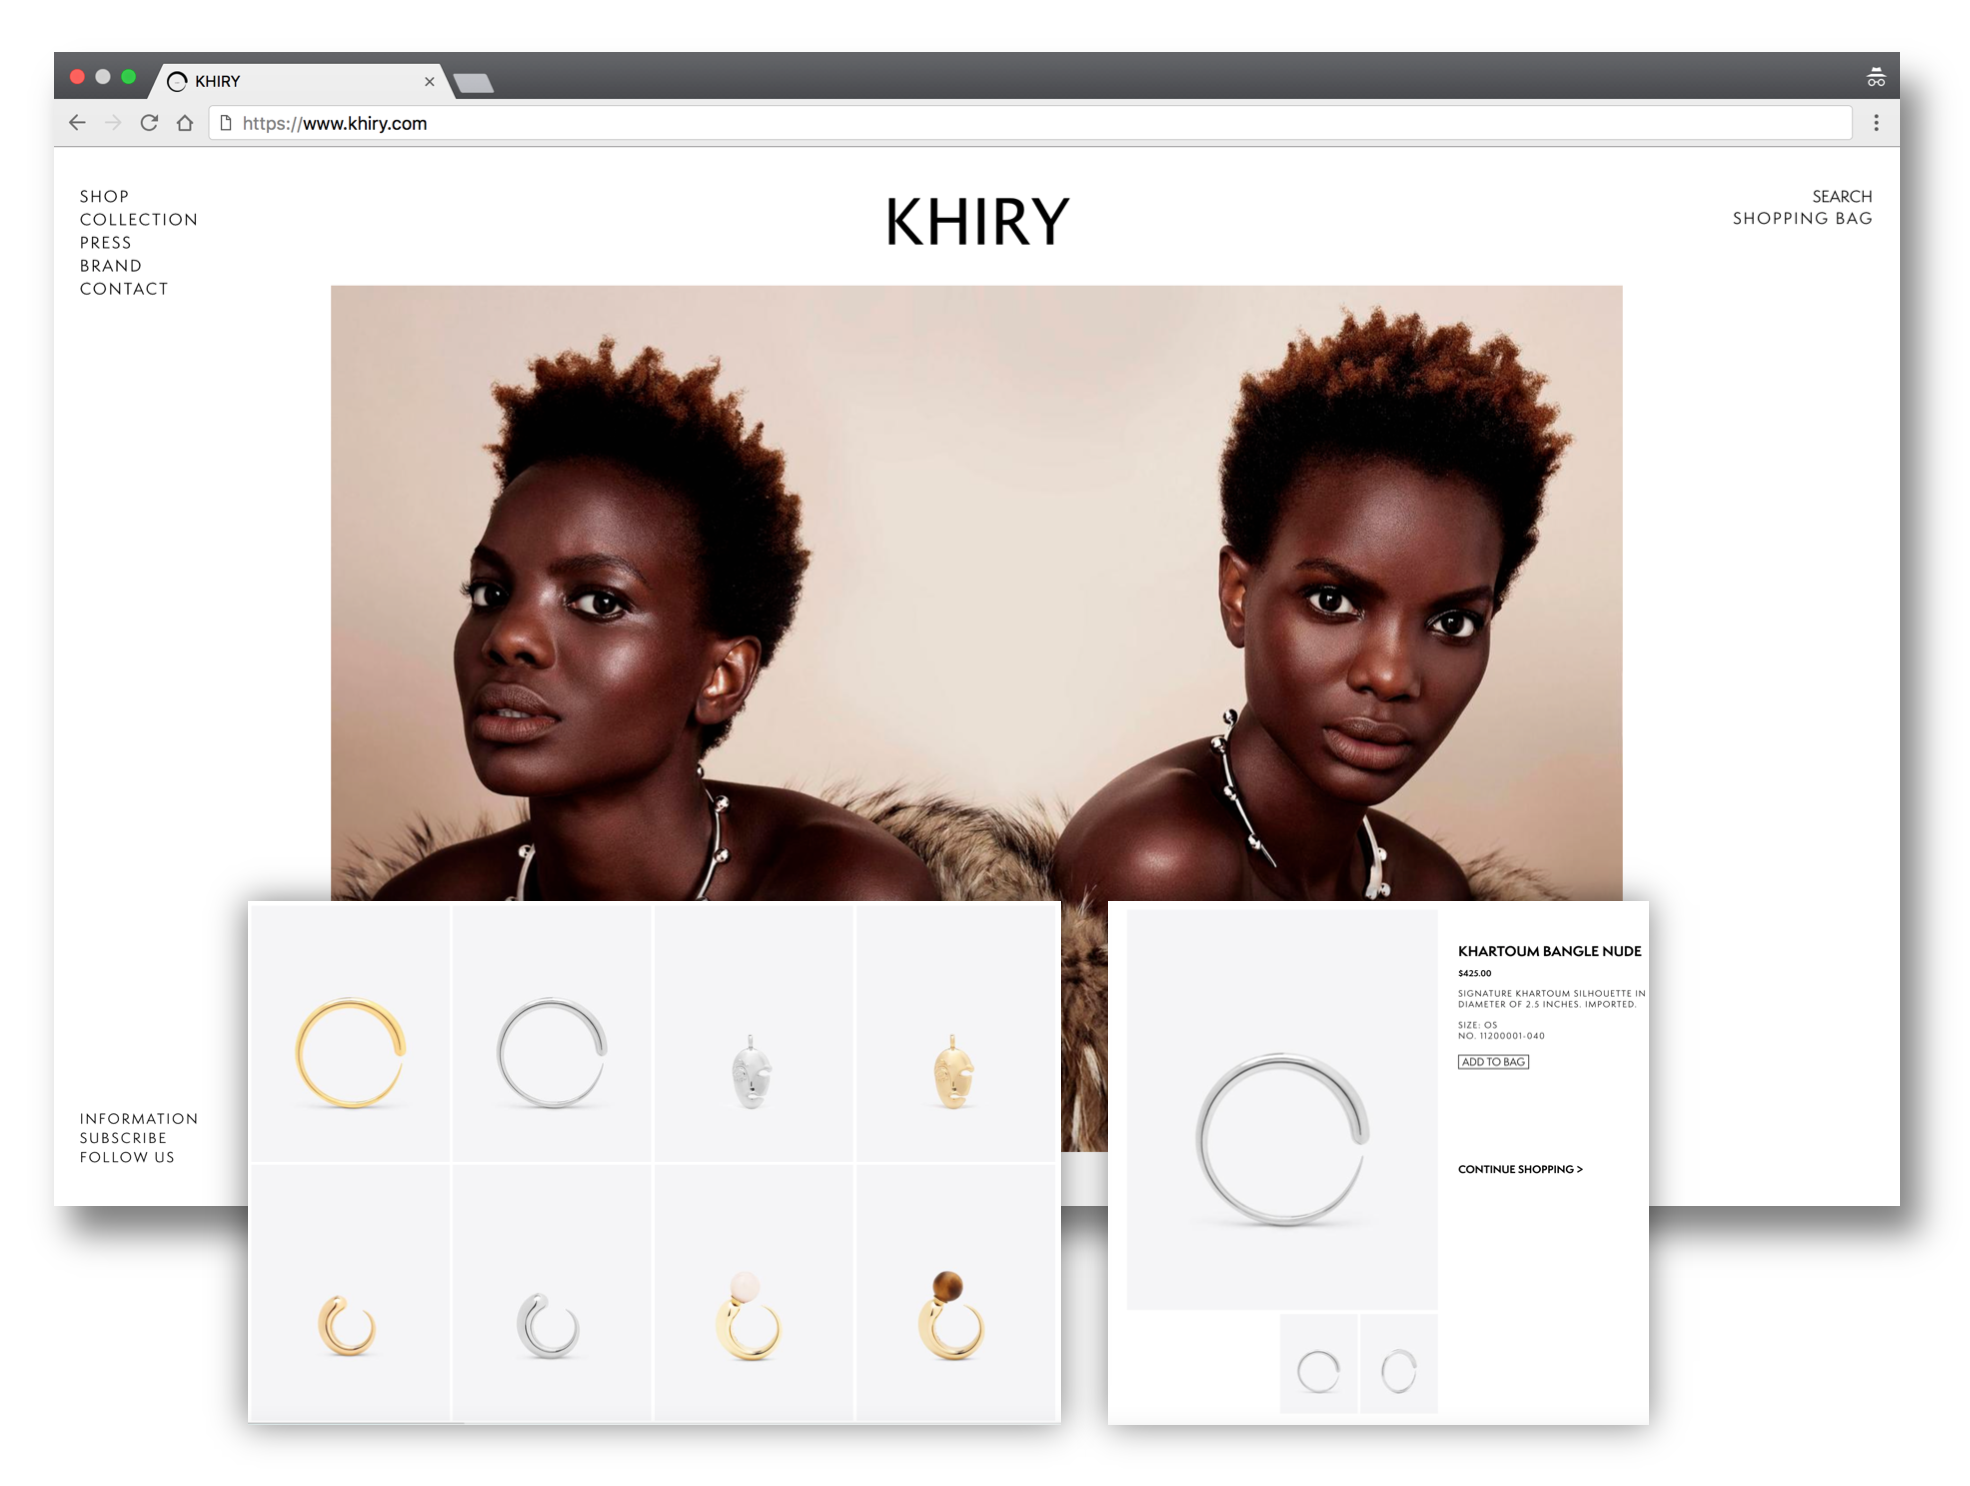 KHIRY
https://www.khiry.com
SHOP
COLLECTION
PRESS
BRAND
CONTACT
KHIRY
SEARCH
SHOPPING BAG
KHARTOUM BANGLE NUDE
$425.00
SIGNATURE KHARTOUM SILHOUETTE IN
DIAMETER OF 2.5 INCHES. IMPORTED.
SIZE: OS
NO. 11200001-040
ADD TO BAG
CONTINUE SHOPPING >
INFORMATION
SUBSCRIBE
FOLLOW US